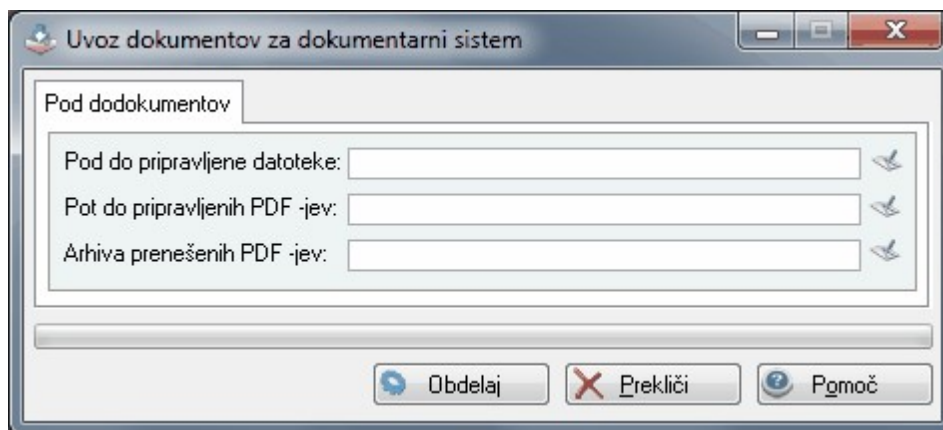 Uvoz dokumentov za dokumentarni sistem
Pod dodokumentov
Pod do pripravljene datoteke:
Pot do pripravljenih PDF -jev:
Arhiva prenešenih PDF -jev:
Obdelaj Prekliči Pomoč